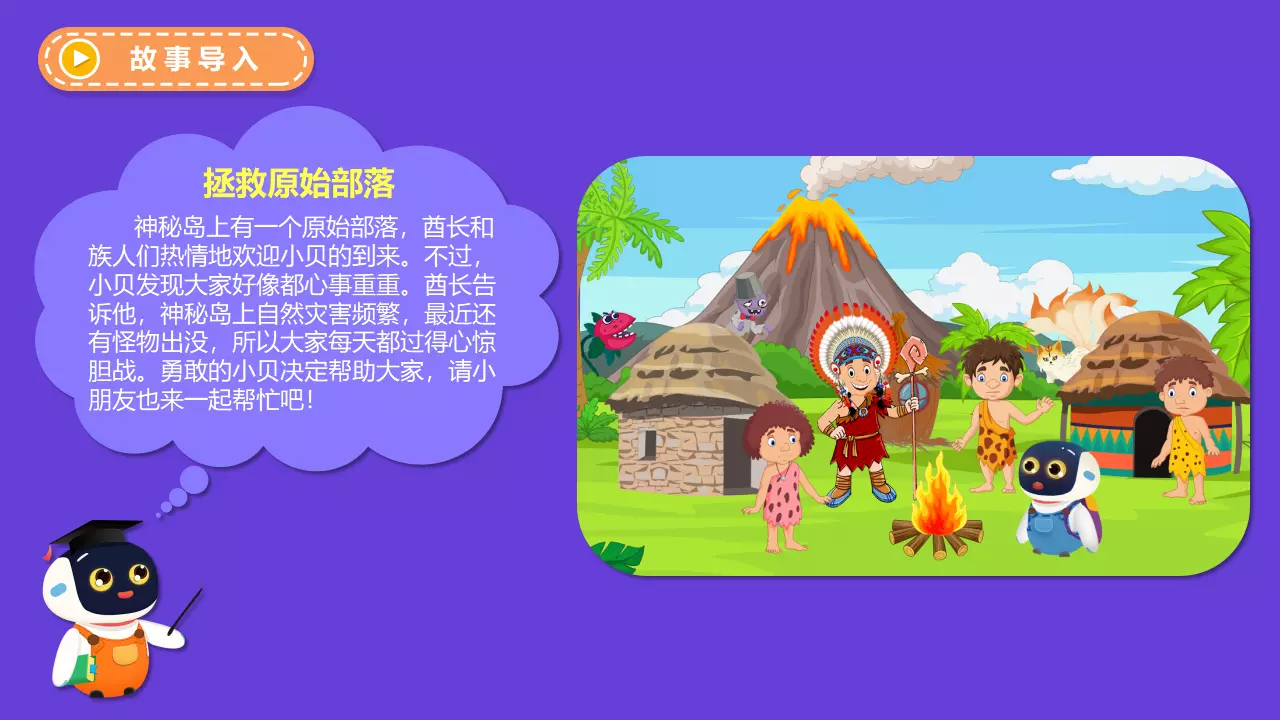 故事导入
拯救原始部落
神秘岛上有一个原始部落，酋长和
族人们热情地欢迎小贝的到来。不过，
小贝发现大家好像都心事重重。酋长告
诉他，神秘岛上自然灾害频繁，最近还
有怪物出没，所以大家每天都过得心惊
胆战。勇敢的小贝决定帮助大家，请小
朋友也来一起帮忙吧！